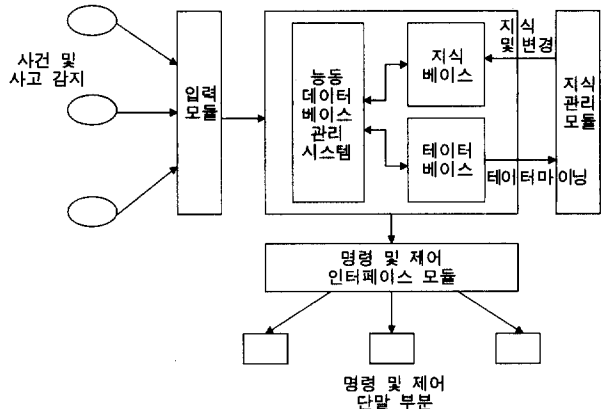 사건 및
사고 감지
입력
모듈
능동
데이터
베이스
관리
시스템
지식
베이스
테이터
베이스
지식
및 변경
테이터마이닝
지식
관리
모듈
명령 및 제어
인터페이스 모듈
명령 및 제어
단말 부분